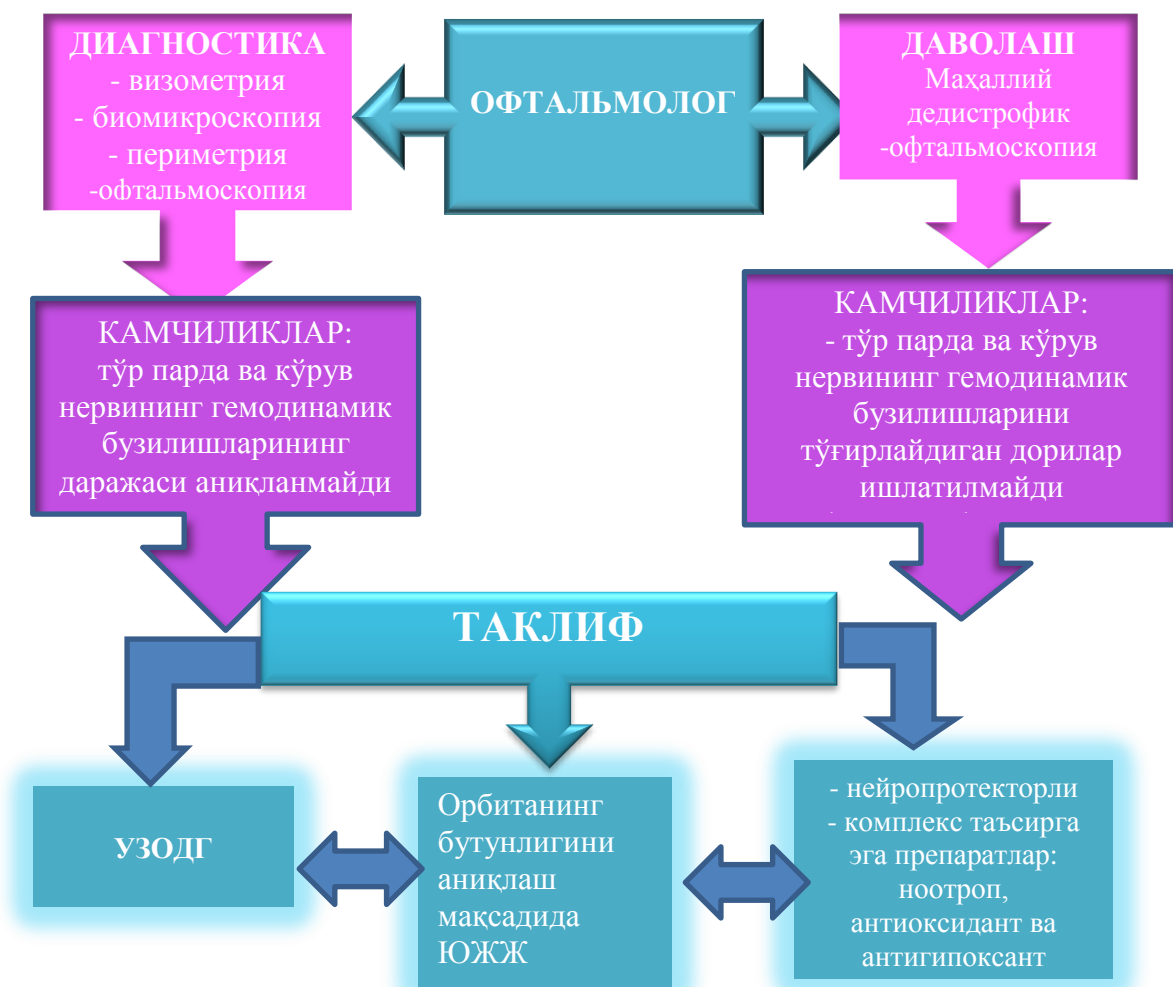 ДИАГНОСТИКА
- визометрия
- биомикроскопия
- периметрия
-офтальмоскопия
ОФТАЛЬМОЛОГ
ДАВОЛАШ
Маҳаллий
дедистрофик
-офтальмоскопия
КАМЧИЛИКЛАР:
тўр парда ва кўрув
нервининг гемодинамик
бузилишларининг
даражаси аниқланмайди
КАМЧИЛИКЛАР:
- тўр парда ва кўрув
нервининг гемодинамик
бузилишларини
тўғирлайдиган дорилар
ишлатилмайди
ТАКЛИФ
УЗОДГ
Орбитанинг
бутунлигини
аниқлаш
мақсадида
ЮЖЖ
- нейропротекторли
- комплекс таъсирга
эга препаратлар:
ноотроп,
антиоксидант ва
антигипоксант